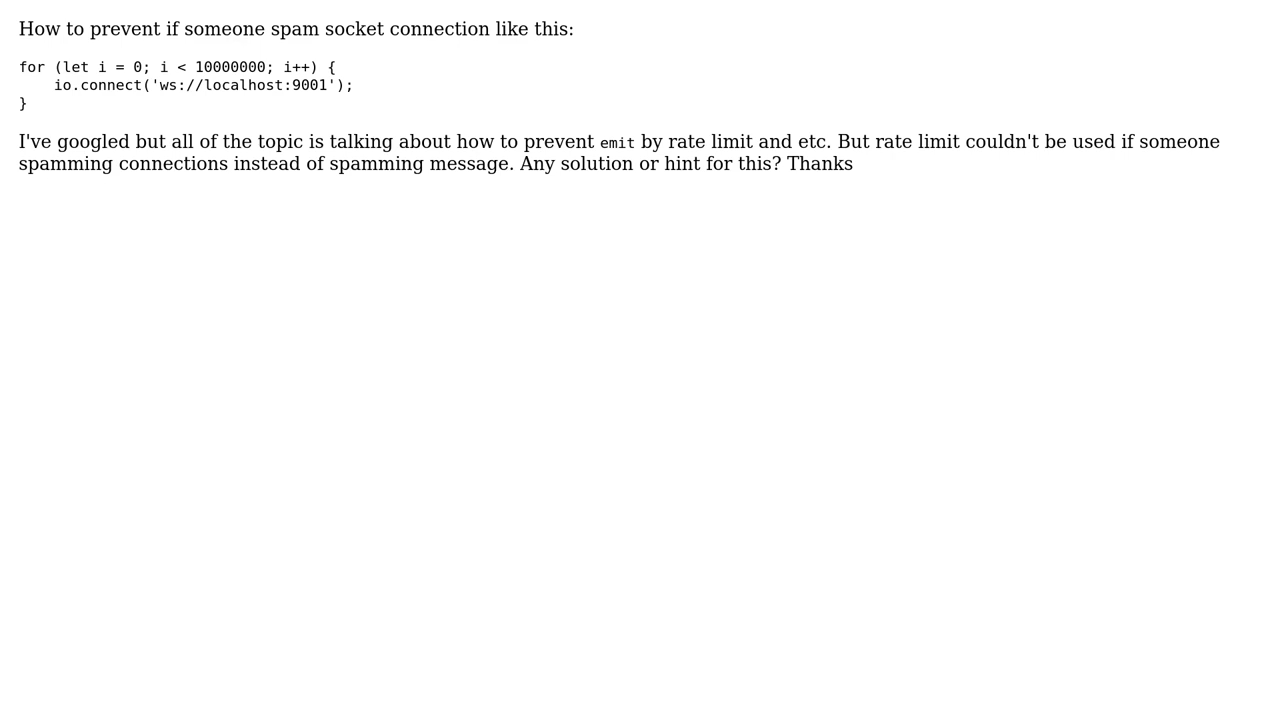 How to prevent if someone spam socket connection like this:
for (let i = 0; i < 10000000; i++) {
    io.connect('ws://localhost:9001');
}
I've googled but all of the topic is talking about how to prevent emit by rate limit and etc. But rate limit couldn't be used if someone
spamming connections instead of spamming message. Any solution or hint for this? Thanks